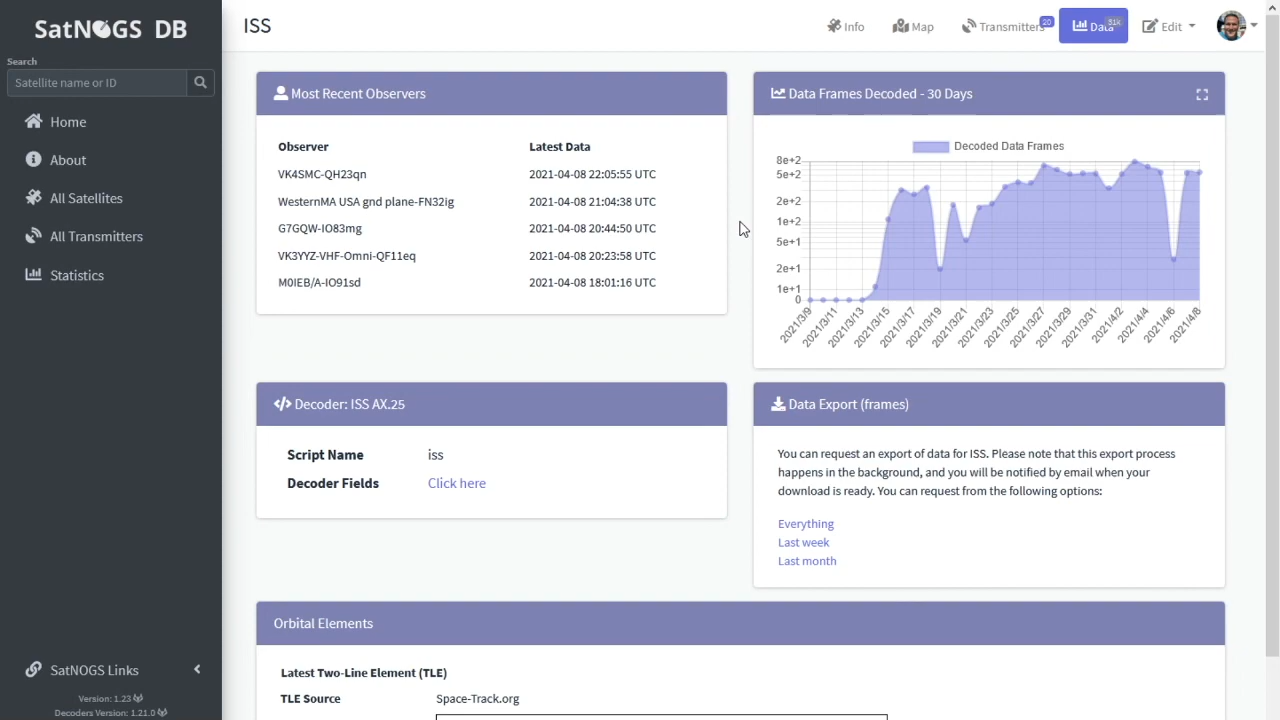 SatNOGS DB
Search
Satellite name or ID
Home
About
All Satellites
All Transmitters
Statistics
SatNOGS Links
Version: 1.23
Decoders Version: 1.21.0
ISS
Info
Map
Transmitters 20
Data 51k
Edit
Most Recent Observers
Observer Latest Data
VK4SMC-QH23qn 2021-04-08 22:05:55 UTC
WesternMA USA gnd plane-FN32ig 2021-04-08 21:04:38 UTC
G7GQW-IO83mg 2021-04-08 20:44:50 UTC
VK3YYZ-VHF-Omni-QF11eq 2021-04-08 20:23:58 UTC
M0IEB/A-IO91sd 2021-04-08 18:01:16 UTC
Data Frames Decoded - 30 Days
Decoded Data Frames
8e+2
5e+2
2e+2
1e+2
5e+1
2e+1
1e+1
0
2021/3/9
2021/3/11
2021/3/13
2021/3/15
2021/3/17
2021/3/19
2021/3/21
2021/3/23
2021/3/25
2021/3/27
2021/3/29
2021/3/31
2021/4/2
2021/4/4
2021/4/6
2021/4/8
Decoder: ISS AX.25
Script Name iss
Decoder Fields Click here
Data Export (frames)
You can request an export of data for ISS. Please note that this export process
happens in the background, and you will be notified by email when your
download is ready. You can request from the following options:
Everything
Last week
Last month
Orbital Elements
Latest Two-Line Element (TLE)
TLE Source Space-Track.org